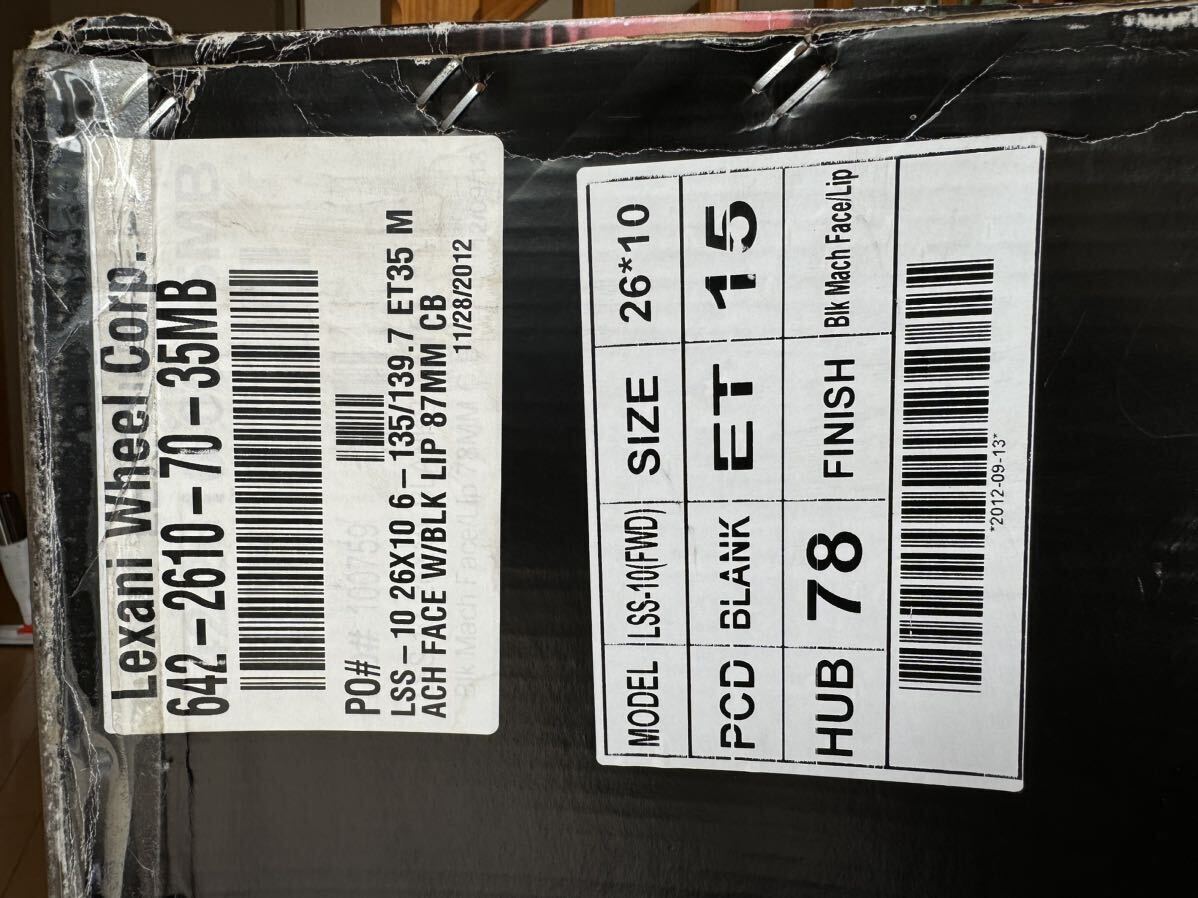 Lexani Wheel Corp.
642-2610-70-35MB
PO#
LSS-10 26X10 6-135/139.7 ET35 M
ACH FACE W/BLK LIP 87MM CB
11/28/2012
MODEL LSS-10(FWD) SIZE 26*10
PCD BLANK ET 15
HUB 78 FINISH Blk Mach Face/Lip
*2012-09-13*